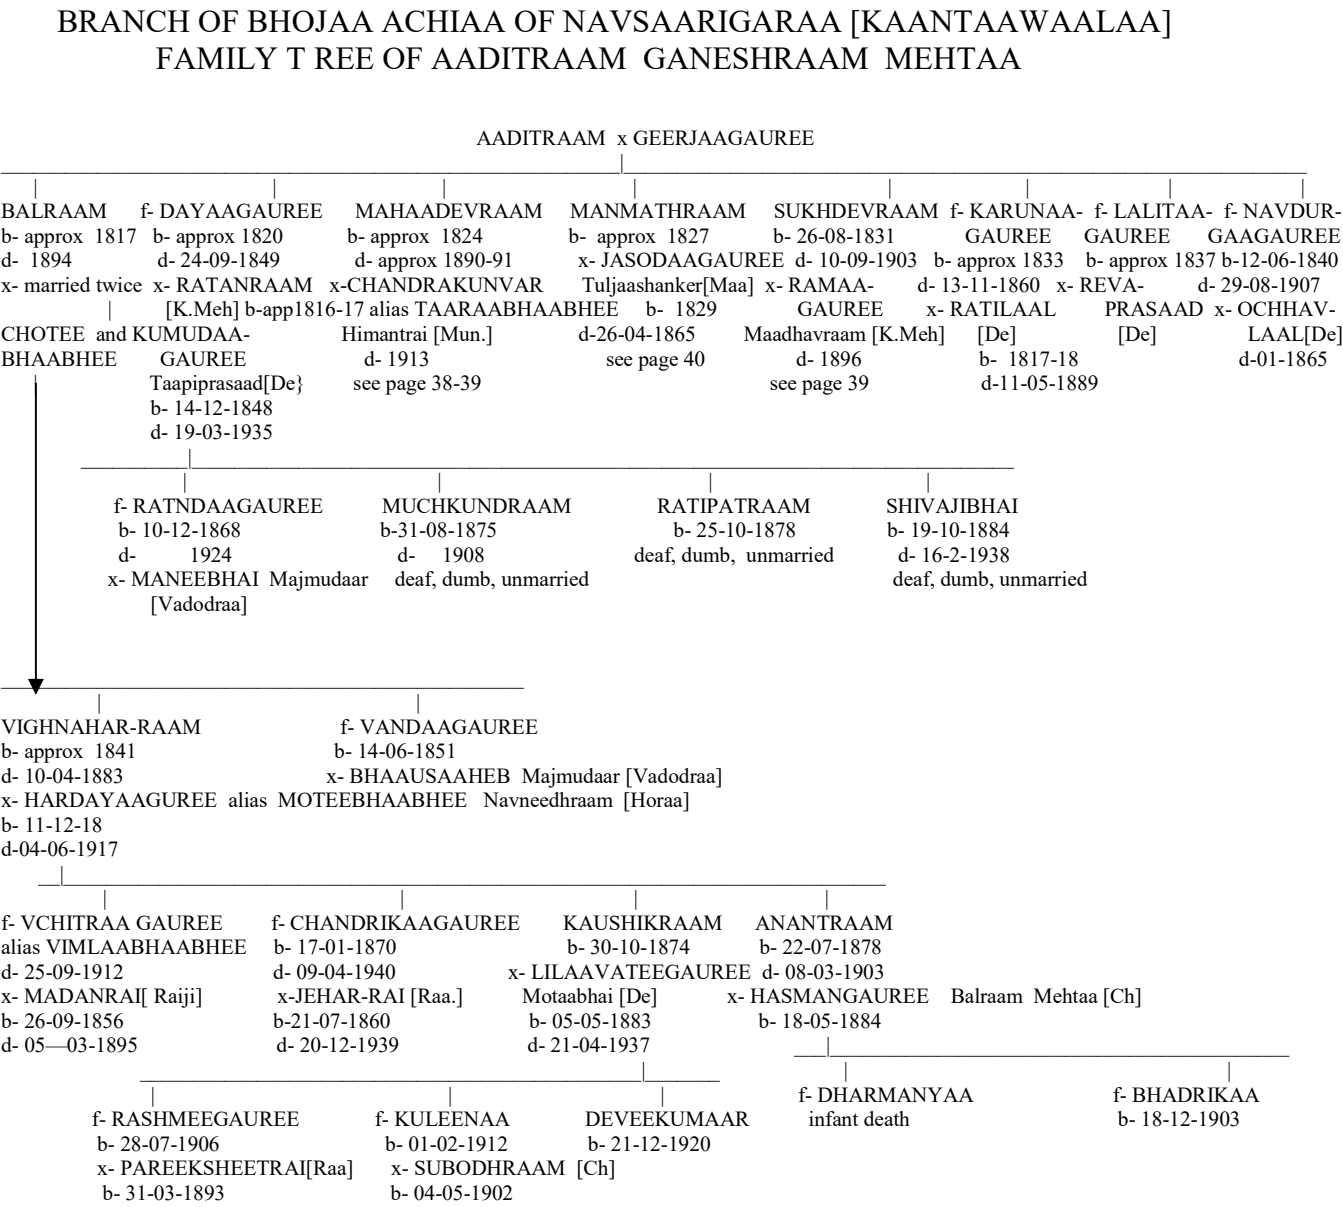 BRANCH OF BHOJAA ACHIAA OF NAVSAARIGARAA [KAANTAAWAALAA]
FAMILY T REE OF AADITRAAM GANESHRAAM MEHTAA
AADITRAAM x GEERJAAGAUREE
BALRAAM f- DAYAAGAUREE MAHAADEVRAAM MANMATHRAAM SUKHDEVRAAM f- KARUNAA- f- LALITAA- f- NAVDUR-
b- approx 1817 b- approx 1820 b- approx 1824 b- approx 1827 b- 26-08-1831 GAUREE GAUREE GAAGAUREE
d- 1894 d- 24-09-1849 d- approx 1890-91 x- JASODAAGAUREE d- 10-09-1903 b- approx 1833 b- approx 1837 b-12-06-1840
x- married twice x- RATANRAAM x-CHANDRAKUNVAR Tuljaashanker[Maa] x- RAMAA- d- 13-11-1860 x- REVA- d- 29-08-1907
[K.Meh] b-app1816-17 alias TAARAABHAABHEE b- 1829 GAUREE x- RATILAAL PRASAAD x- OCHHAV-
CHOTEE and KUMUDAA- Himantrai [Mun.] d-26-04-1865 Maadhavraam [K.Meh] [De] [De] LAAL[De]
BHAABHEE GAUREE d- 1913 see page 40 d- 1896 b- 1817-18 d-01-1865
Taapiprasaad[De} see page 38-39 see page 39 d-11-05-1889
b- 14-12-1848
d- 19-03-1935
f- RATNDAAGAUREE MUCHKUNDRAAM RATIPATRAAM SHIVAJIBHAI
b- 10-12-1868 b-31-08-1875 b- 25-10-1878 b- 19-10-1884
d- 1924 d- 1908 deaf, dumb, unmarried d- 16-2-1938
x- MANEEBHAI Majmudaar deaf, dumb, unmarried deaf, dumb, unmarried
[Vadodraa]
VIGHNAHAR-RAAM f- VANDAAGAUREE
b- approx 1841 b- 14-06-1851
d- 10-04-1883 x- BHAAUSAAHEB Majmudaar [Vadodraa]
x- HARDAYAAGUREE alias MOTEEBHAABHEE Navneedhraam [Horaa]
b- 11-12-18
d-04-06-1917
f- VCHITRAA GAUREE f- CHANDRIKAAGAUREE KAUSHIKRAAM ANANTRAAM
alias VIMLAABHAABHEE b- 17-01-1870 b- 30-10-1874 b- 22-07-1878
d- 25-09-1912 d- 09-04-1940 x- LILAAVATEEGAUREE d- 08-03-1903
x- MADANRAI[ Raiji] x-JEHAR-RAI [Raa.] Motaabhai [De] x- HASMANGAUREE Balraam Mehtaa [Ch]
b- 26-09-1856 b-21-07-1860 b- 05-05-1883 b- 18-05-1884
d- 05—03-1895 d- 20-12-1939 d- 21-04-1937
f- DHARMANYAA f- BHADRIKAA
f- RASHMEEGAUREE f- KULEENAA DEVEEKUMAAR infant death b- 18-12-1903
b- 28-07-1906 b- 01-02-1912 b- 21-12-1920
x- PAREEKSHEETRAI[Raa] x- SUBODHRAAM [Ch]
b- 31-03-1893 b- 04-05-1902